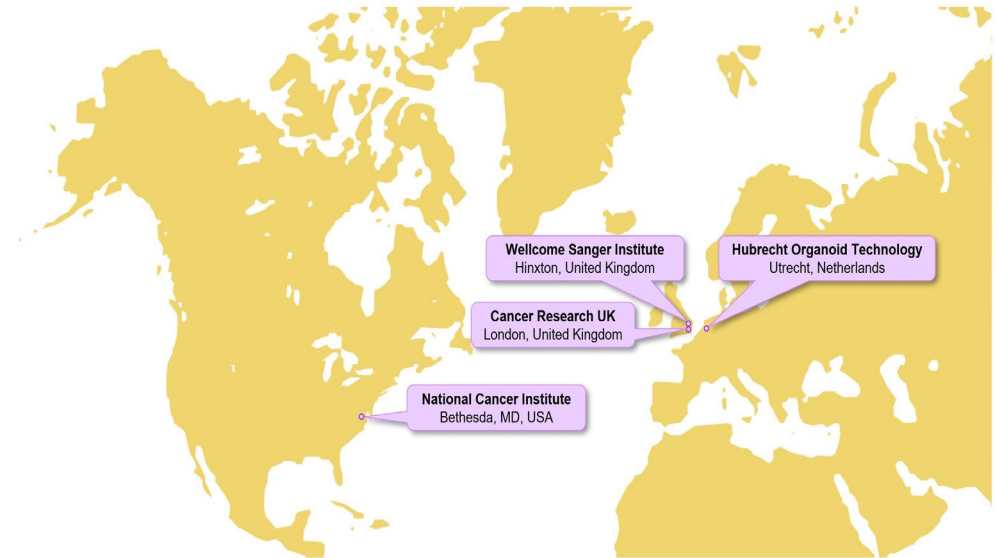 Wellcome Sanger Institute
Hinxton, United Kingdom
Hubrecht Organoid Technology
Utrecht, Netherlands
Cancer Research UK
London, United Kingdom
National Cancer Institute
Bethesda, MD, USA